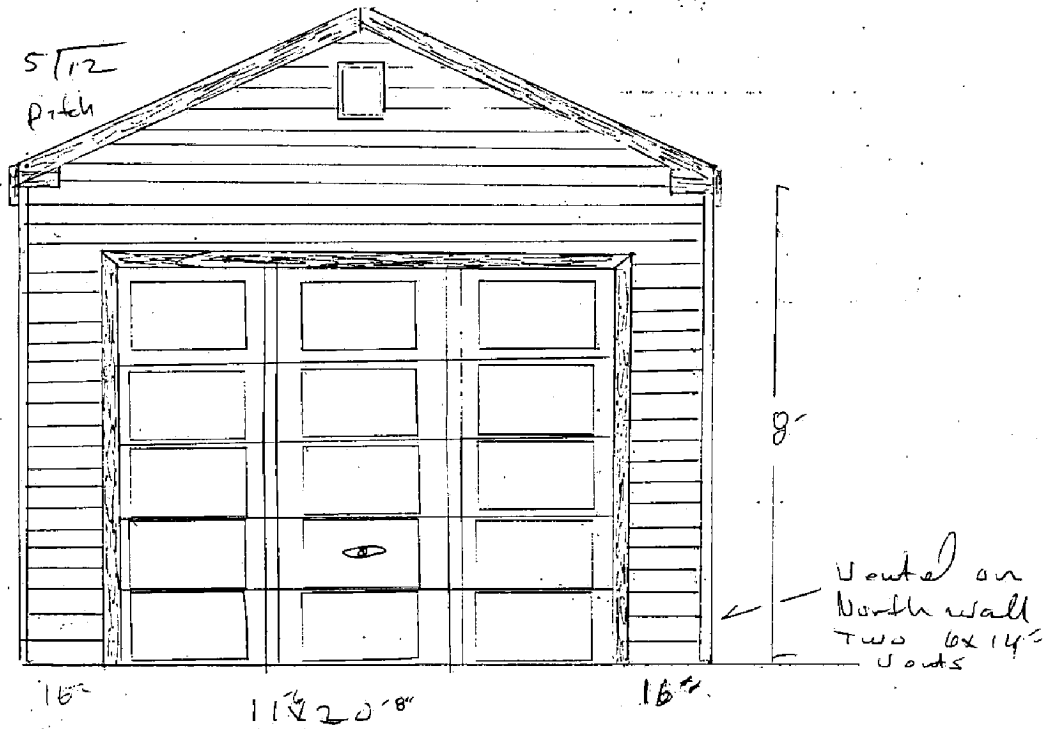 5/12
Pitch
8'
Vented on
North wall
Two 6x14"
Vents
16" 16"